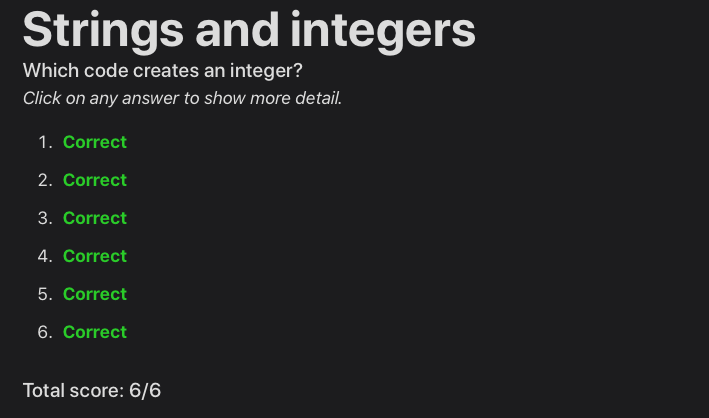 Strings and integers
Which code creates an integer?
Click on any answer to show more detail.
1. Correct
2. Correct
3. Correct
4. Correct
5. Correct
6. Correct
Total score: 6/6